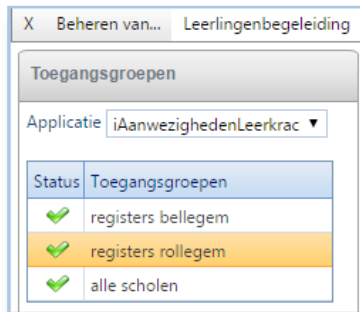 X Beheren van... Leerlingenbegeleiding
Toegangsgroepen
Applicatie iAanwezighedenLeerkrac
Status Toegangsgroepen
registers bellegem
registers rollegem
alle scholen